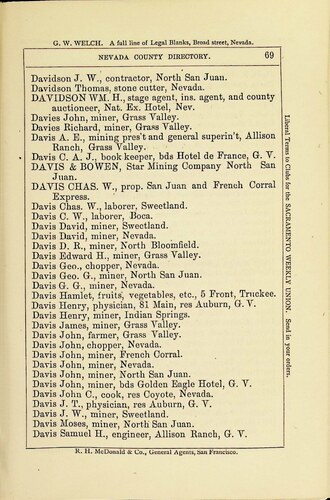 G. W. WELCH. A full line of Legal Blanks, Broad street, Nevada.
NEVADA COUNTY DIRECTORY. 69
Davidson J. W., contractor, North San Juan.
Davidson Thomas, stone cutter, Nevada.
DAVIDSON WM. H., stage agent, ins. agent, and county
auctioneer, Nat. Ex. Hotel, Nev.
Davies John, miner, Grass Valley.
Davies Richard, miner, Grass Valley.
Davis A. E., mining pres't and general superin't, Allison
Ranch, Grass Valley.
Davis C. A. J., book keeper, bds Hotel de France, G. V.
DAVIS & BOWEN, Star Mining Company North San
Juan.
DAVIS CHAS. W., prop. San Juan and French Corral
Express.
Davis Chas. W., laborer, Sweetland.
Davis C. W., laborer, Boca.
Davis David, miner, Sweetland.
Davis David, miner, Nevada.
Davis D. R., miner, North Bloomfield.
Davis Edward H., miner, Grass Valley.
Davis Geo., chopper, Nevada.
Davis Geo. G., miner, North San Juan.
Davis G. G., miner, Nevada.
Davis Hamlet, fruits, vegetables, etc., 5 Front, Truckee.
Davis Henry, physician, 81 Main, res Auburn, G. V.
Davis Henry, miner, Indian Springs.
Davis James, miner, Grass Valley.
Davis John, farmer, Grass Valley.
Davis John, chopper, Nevada.
Davis John, miner, French Corral.
Davis John, miner, Nevada.
Davis John, miner, North San Juan.
Davis John, miner, bds Golden Eagle Hotel, G. V.
Davis John C., cook, res Coyote, Nevada.
Davis J. T., physician, res Auburn, G. V.
Davis J. W., miner, Sweetland.
Davis Moses, miner, North San Juan.
Davis Samuel H., engineer, Allison Ranch, G. V.
Liberal Terms to Clubs for the SACRAMENTO WEEKLY UNION. Send in your orders.
R. H. McDonald & Co., General Agents, San Francisco.